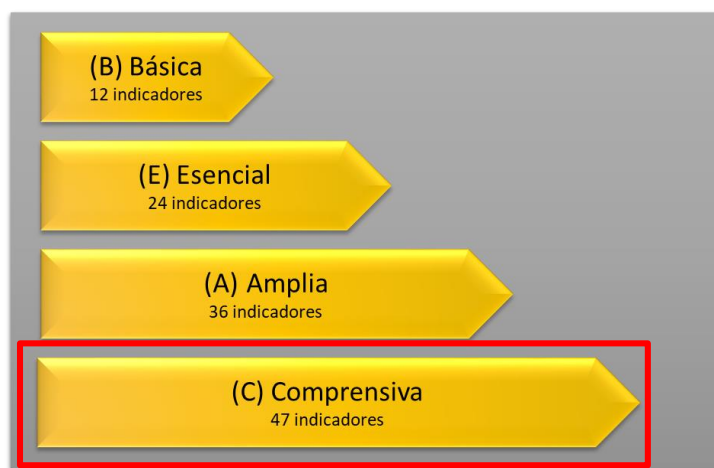 (B) Básica
12 indicadores
(E) Esencial
24 indicadores
(A) Amplia
36 indicadores
(C) Comprensiva
47 indicadores